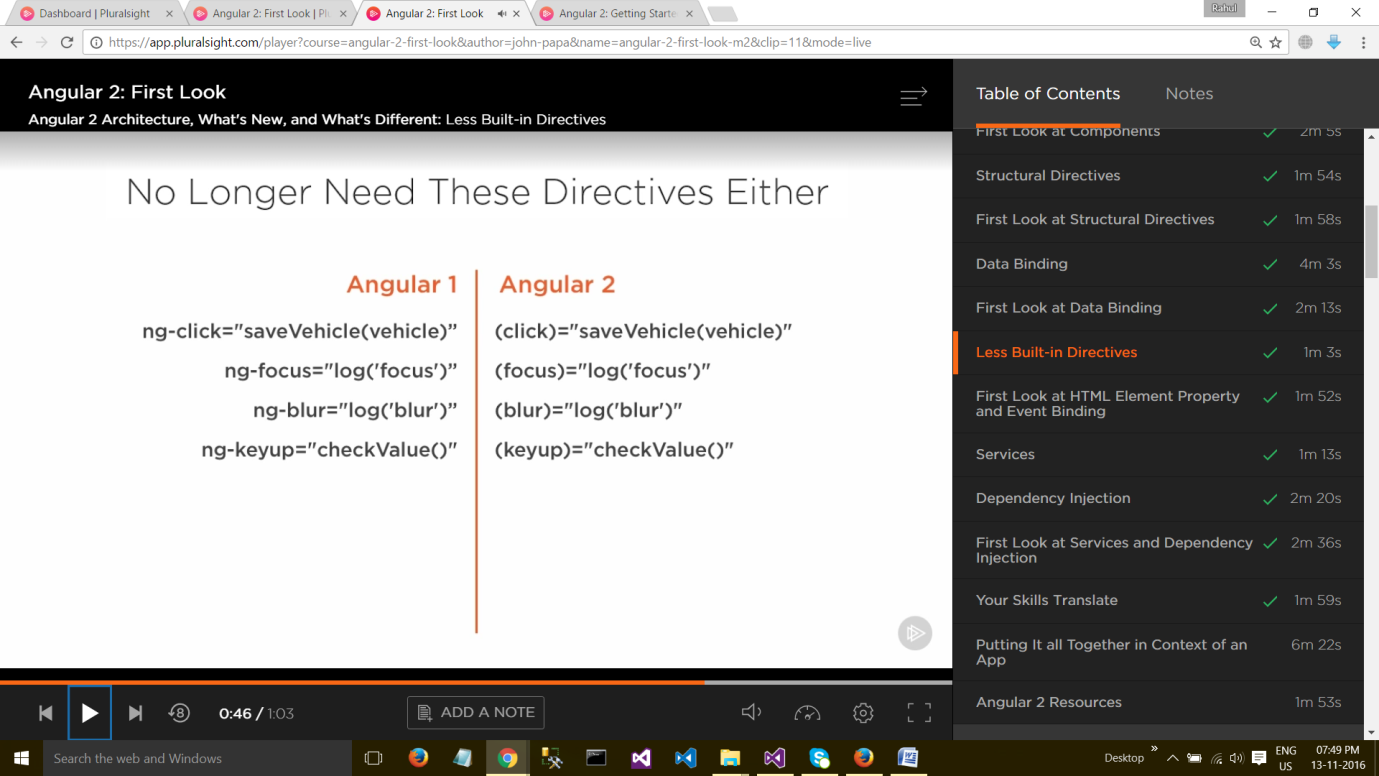 Dashboard | Pluralsight
Angular 2: First Look | Pl
Angular 2: First Look
Angular 2: Getting Starte
Rahul
https://app.pluralsight.com/player?course=angular-2-first-look&author=john-papa&name=angular-2-first-look-m2&clip=11&mode=live
Angular 2: First Look
Angular 2 Architecture, What's New, and What's Different: Less Built-in Directives
No Longer Need These Directives Either
Angular 1 Angular 2
ng-click="saveVehicle(vehicle)” (click)="saveVehicle(vehicle)"
ng-focus="log('focus')” (focus)="log('focus')"
ng-blur="log('blur')” (blur)="log('blur')"
ng-keyup="checkValue()" (keyup)="checkValue()"
8
0:46 / 1:03
ADD A NOTE
Table of Contents Notes
First Look at Components 2m 5s
Structural Directives 1m 54s
First Look at Structural Directives 1m 58s
Data Binding 4m 3s
First Look at Data Binding 2m 13s
Less Built-in Directives 1m 3s
First Look at HTML Element Property 1m 52s
and Event Binding
Services 1m 13s
Dependency Injection 2m 20s
First Look at Services and Dependency 2m 36s
Injection
Your Skills Translate 1m 59s
Putting It all Together in Context of an 6m 22s
App
Angular 2 Resources 1m 53s
Search the web and Windows
Desktop
ENG
US
07:49 PM
13-11-2016